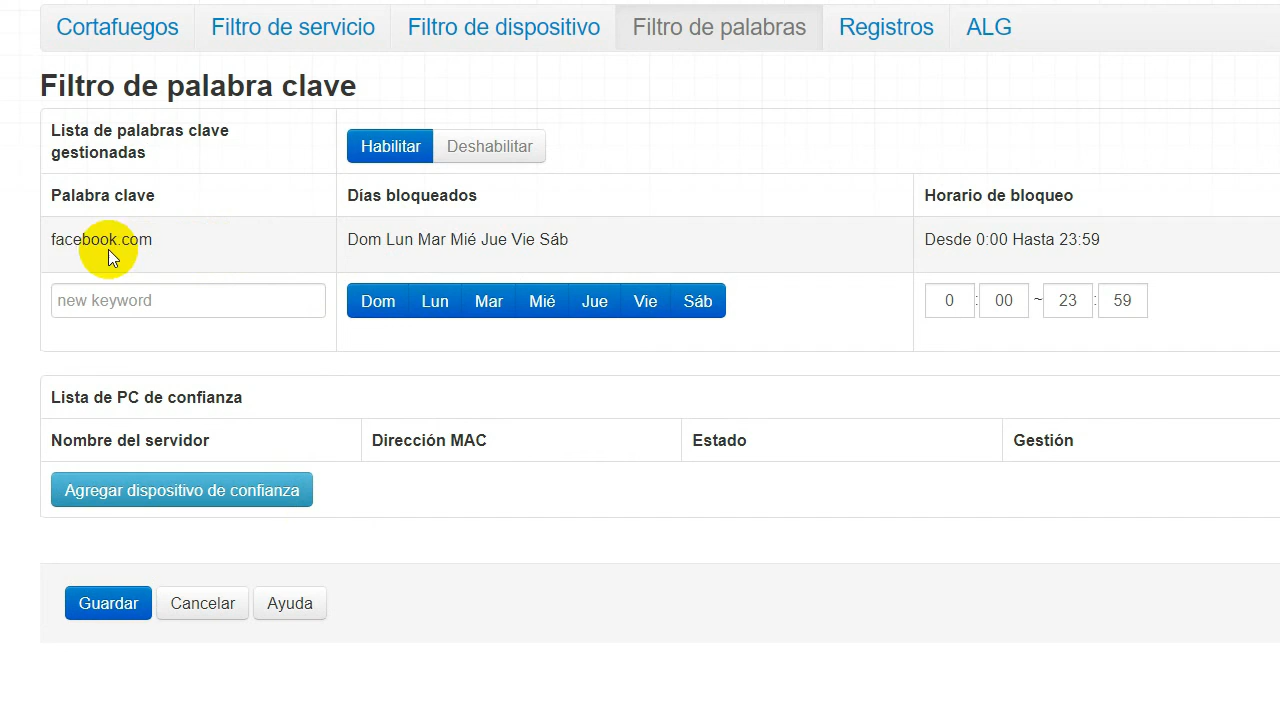 Cortafuegos Filtro de servicio Filtro de dispositivo Filtro de palabras Registros ALG
Filtro de palabra clave
Lista de palabras clave
gestionadas
Habilitar Deshabilitar
Palabra clave Días bloqueados Horario de bloqueo
facebook.com Dom Lun Mar Mié Jue Vie Sáb Desde 0:00 Hasta 23:59
new keyword Dom Lun Mar Mié Jue Vie Sáb 0 : 00 ~ 23 : 59
Lista de PC de confianza
Nombre del servidor Dirección MAC Estado Gestión
Agregar dispositivo de confianza
Guardar Cancelar Ayuda